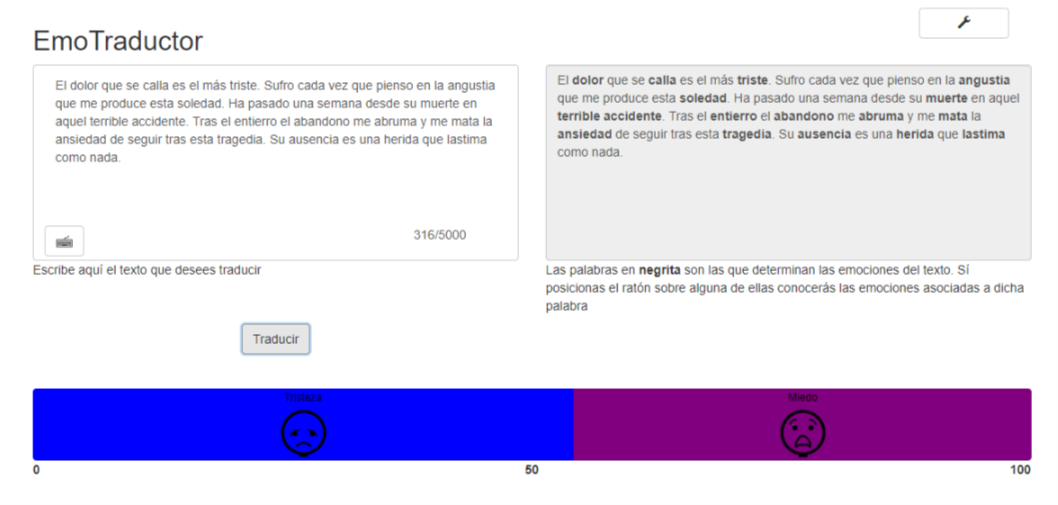 EmoTraductor
El dolor que se calla es el más triste. Sufro cada vez que pienso en la angustia
que me produce esta soledad. Ha pasado una semana desde su muerte en
aquel terrible accidente. Tras el entierro el abandono me abruma y me mata la
ansiedad de seguir tras esta tragedia. Su ausencia es una herida que lastima
como nada.
316/5000
Escribe aquí el texto que desees traducir
El dolor que se calla es el más triste. Sufro cada vez que pienso en la angustia
que me produce esta soledad. Ha pasado una semana desde su muerte en aquel
terrible accidente. Tras el entierro el abandono me abruma y me mata la
ansiedad de seguir tras esta tragedia. Su ausencia es una herida que lastima
como nada.
Las palabras en negrita son las que determinan las emociones del texto. Sí
posicionas el ratón sobre alguna de ellas conocerás las emociones asociadas a dicha
palabra
Traducir
Tristeza
Miedo
0
50
100